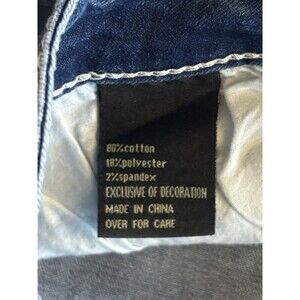 80%cotton
18%polyester
2%spandex
EXCLUSIVE OF DECORATION
MADE IN CHINA
OVER FOR CARE